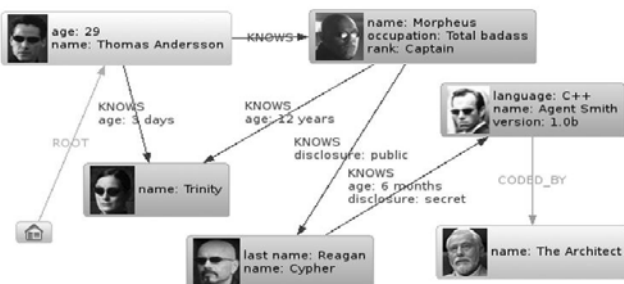 age: 29
name: Thomas Andersson
KNOWS
name: Morpheus
occupation: Total badass
rank: Captain
KNOWS
age: 3 days
KNOWS
age: 12 years
ROOT
KNOWS
disclosure: public
language: C++
name: Agent Smith
version: 1.0b
name: Trinity
KNOWS
age: 6 months
disclosure: secret
CODED_BY
last name: Reagan
name: Cypher
name: The Architect